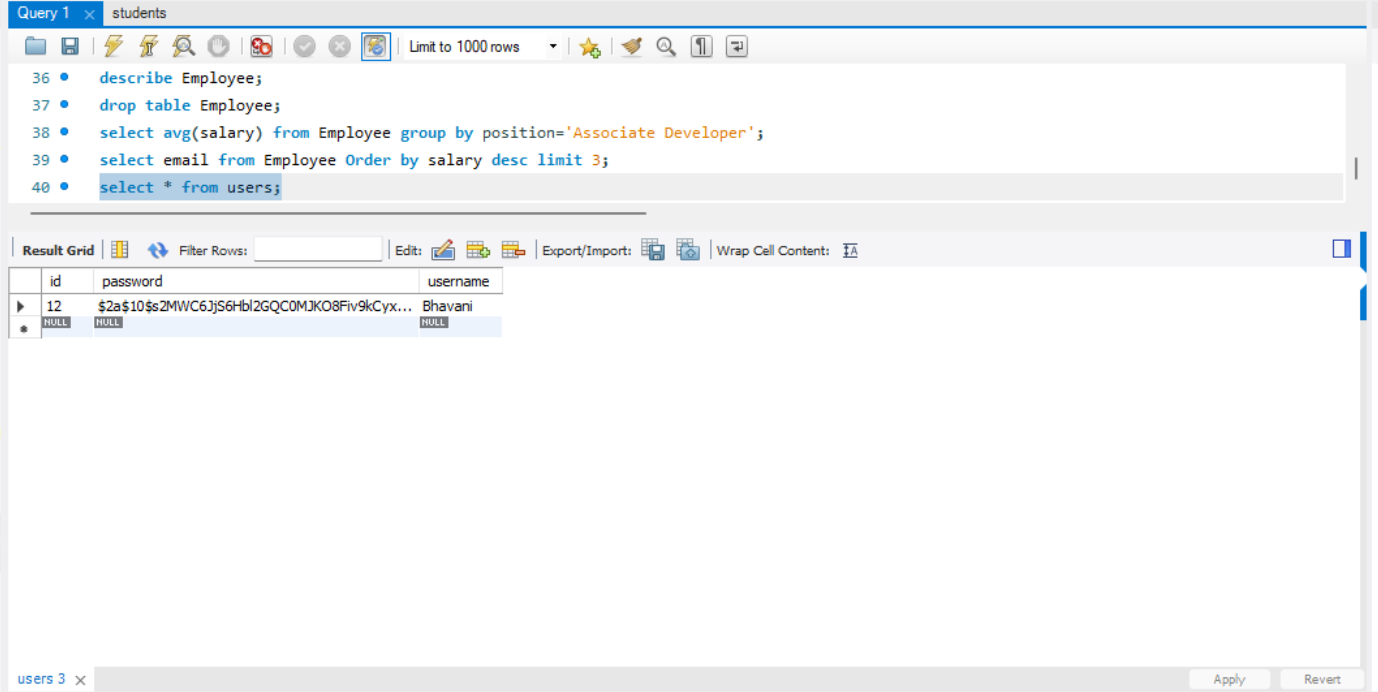 Query 1 students
Limit to 1000 rows
36 describe Employee;
37 drop table Employee;
38 select avg(salary) from Employee group by position='Associate Developer';
39 select email from Employee Order by salary desc limit 3;
40 select * from users;
Result Grid Filter Rows: Edit: Export/Import: Wrap Cell Content: IA
id password username
12 $2a$10$s2MWC6JjS6Hbl2GQC0MJKO8Fiv9kCyx... Bhavani
NULL NULL NULL
users 3 Apply Revert